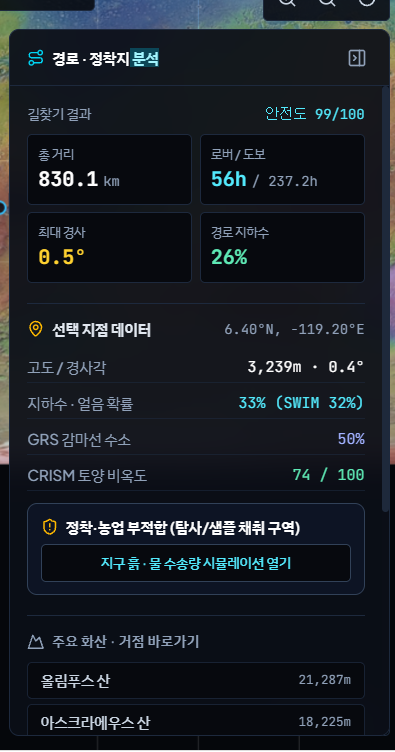 경로 · 정착지 분석
길찾기 결과 안전도 99/100
총 거리 로버 / 도보
830.1 km 56h / 237.2h
최대 경사 경로 지하수
0.5° 26%
선택 지점 데이터 6.40°N, -119.20°E
고도 / 경사각 3,239m · 0.4°
지하수 · 얼음 확률 33% (SWIM 32%)
GRS 감마선 수소 50%
CRISM 토양 비옥도 74 / 100
정착·농업 부적합 (탐사/샘플 채취 구역)
지구 흙 · 물 수송량 시뮬레이션 열기
주요 화산 · 거점 바로가기
올림푸스 산 21,287m
아스크라에우스 산 18,225m